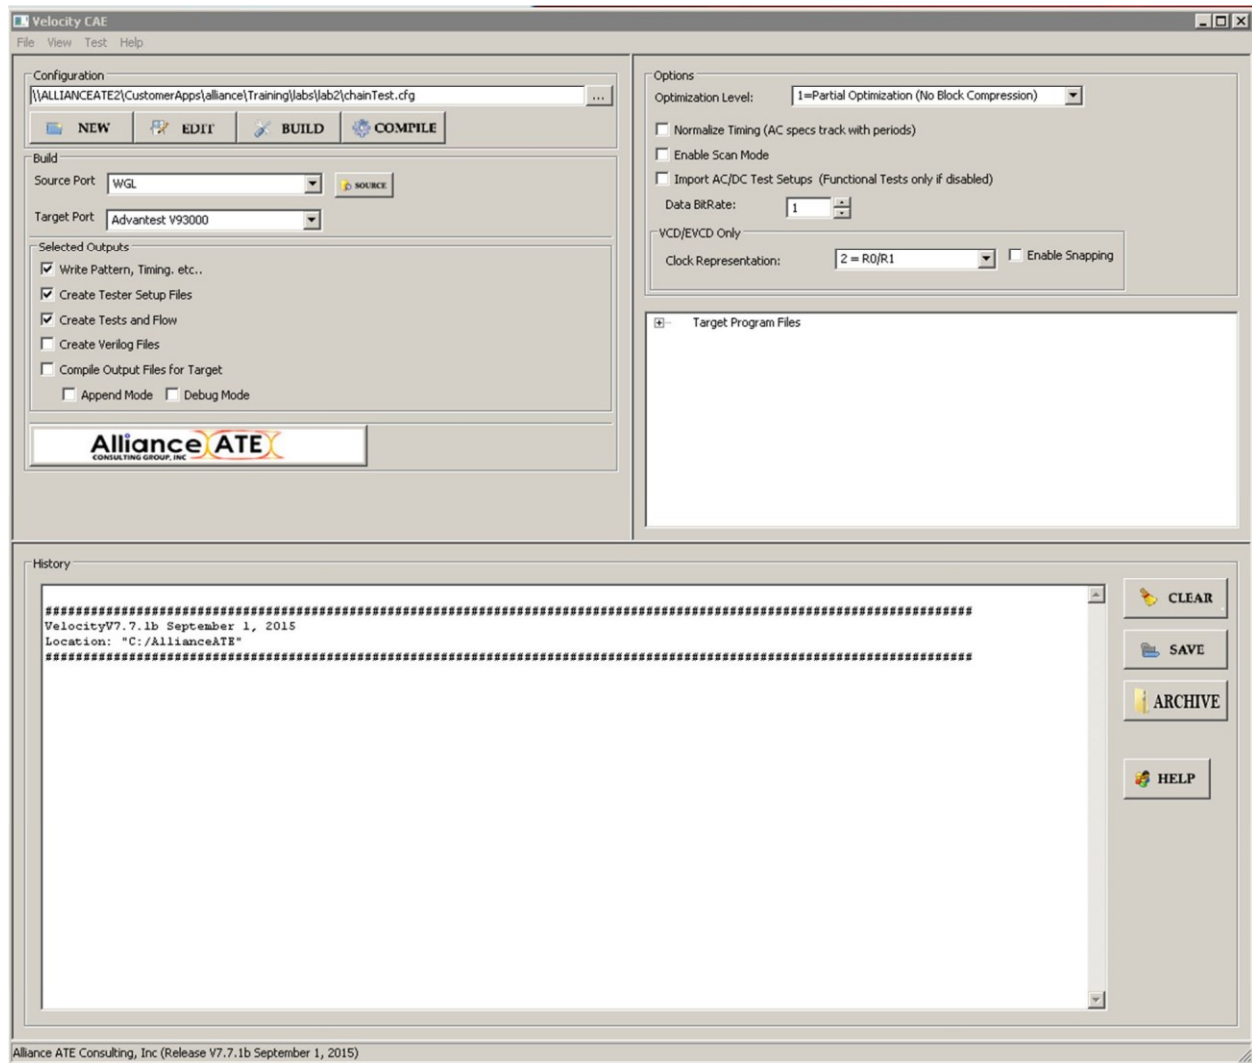 Velocity CAE
File View Test Help
Configuration
\\ALLIANCEATE2\CustomerApps\alliance\Training\labs\lab2\chainTest.cfg
...
NEW EDIT BUILD COMPILE
Build
Source Port WGL SOURCE
Target Port Advantest V93000
Selected Outputs
Write Pattern, Timing. etc..
Create Tester Setup Files
Create Tests and Flow
Create Verilog Files
Compile Output Files for Target
Append Mode Debug Mode
Alliance ATE
CONSULTING GROUP, INC
Options
Optimization Level: 1=Partial Optimization (No Block Compression)
Normalize Timing (AC specs track with periods)
Enable Scan Mode
Import AC/DC Test Setups (Functional Tests only if disabled)
Data BitRate: 1
VCD/EVCD Only
Clock Representation: 2 = R0/R1 Enable Snapping
Target Program Files
History
##########################################################################################################################
VelocityV7.7.1b September 1, 2015
Location: "C:/AllianceATE"
##########################################################################################################################
CLEAR
SAVE
ARCHIVE
HELP
Alliance ATE Consulting, Inc (Release V7.7.1b September 1, 2015)